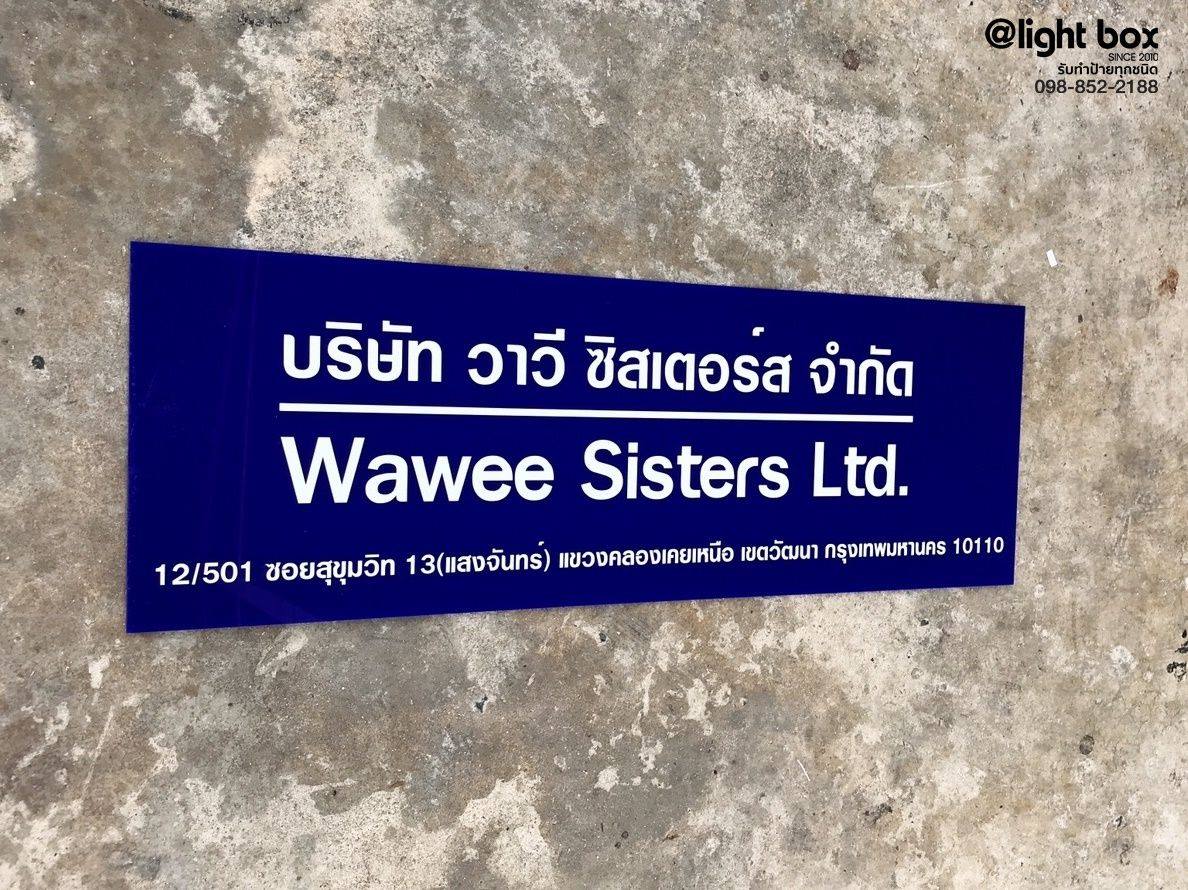 @light box
SINCE 2010
รับทำป้ายทุกชนิด
098-852-2188
บริษัท วาวี ซิสเตอร์ส จำกัด
Wawee Sisters Ltd.
12/501 ซอยสุขุมวิท 13(แสงจันทร์) แขวงคลองเคยเหนือ เขตวัฒนา กรุงเทพมหานคร 10110